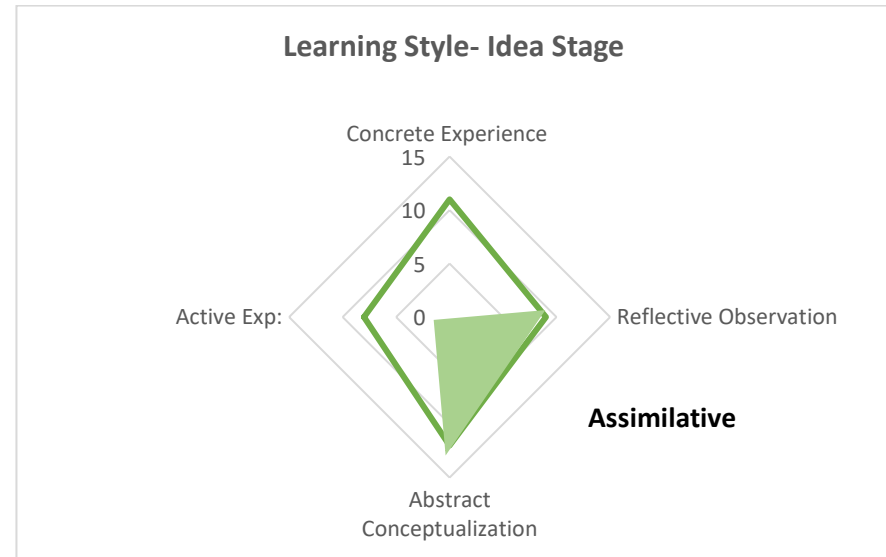 Learning Style- Idea Stage
Concrete Experience
15
10
5
0
Active Exp:
Reflective Observation
Assimilative
Abstract
Conceptualization